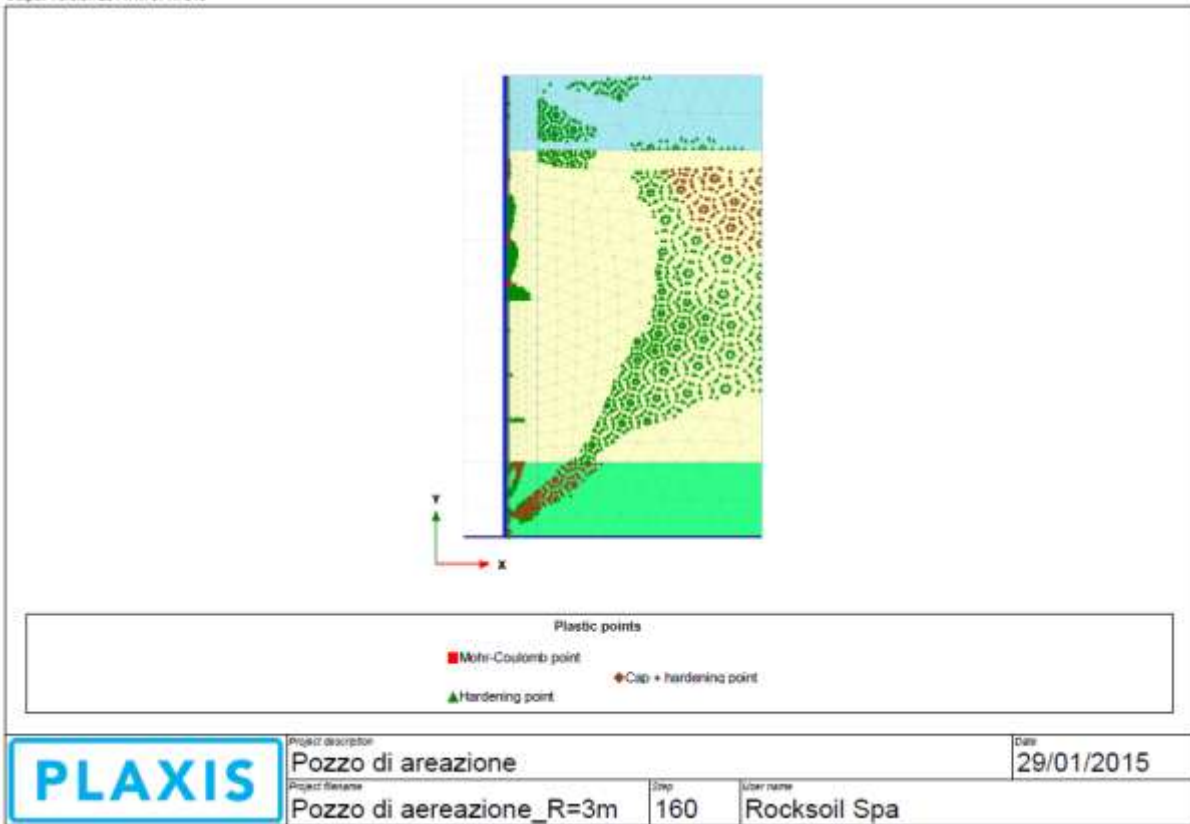 Y
X
Plastic points
Mohr-Coulomb point
Cap + hardening point
Hardening point
PLAXIS
Project description
Pozzo di areazione
Date
29/01/2015
Project filename
Pozzo di aereazione_R=3m
Step
160
User name
Rocksoil Spa